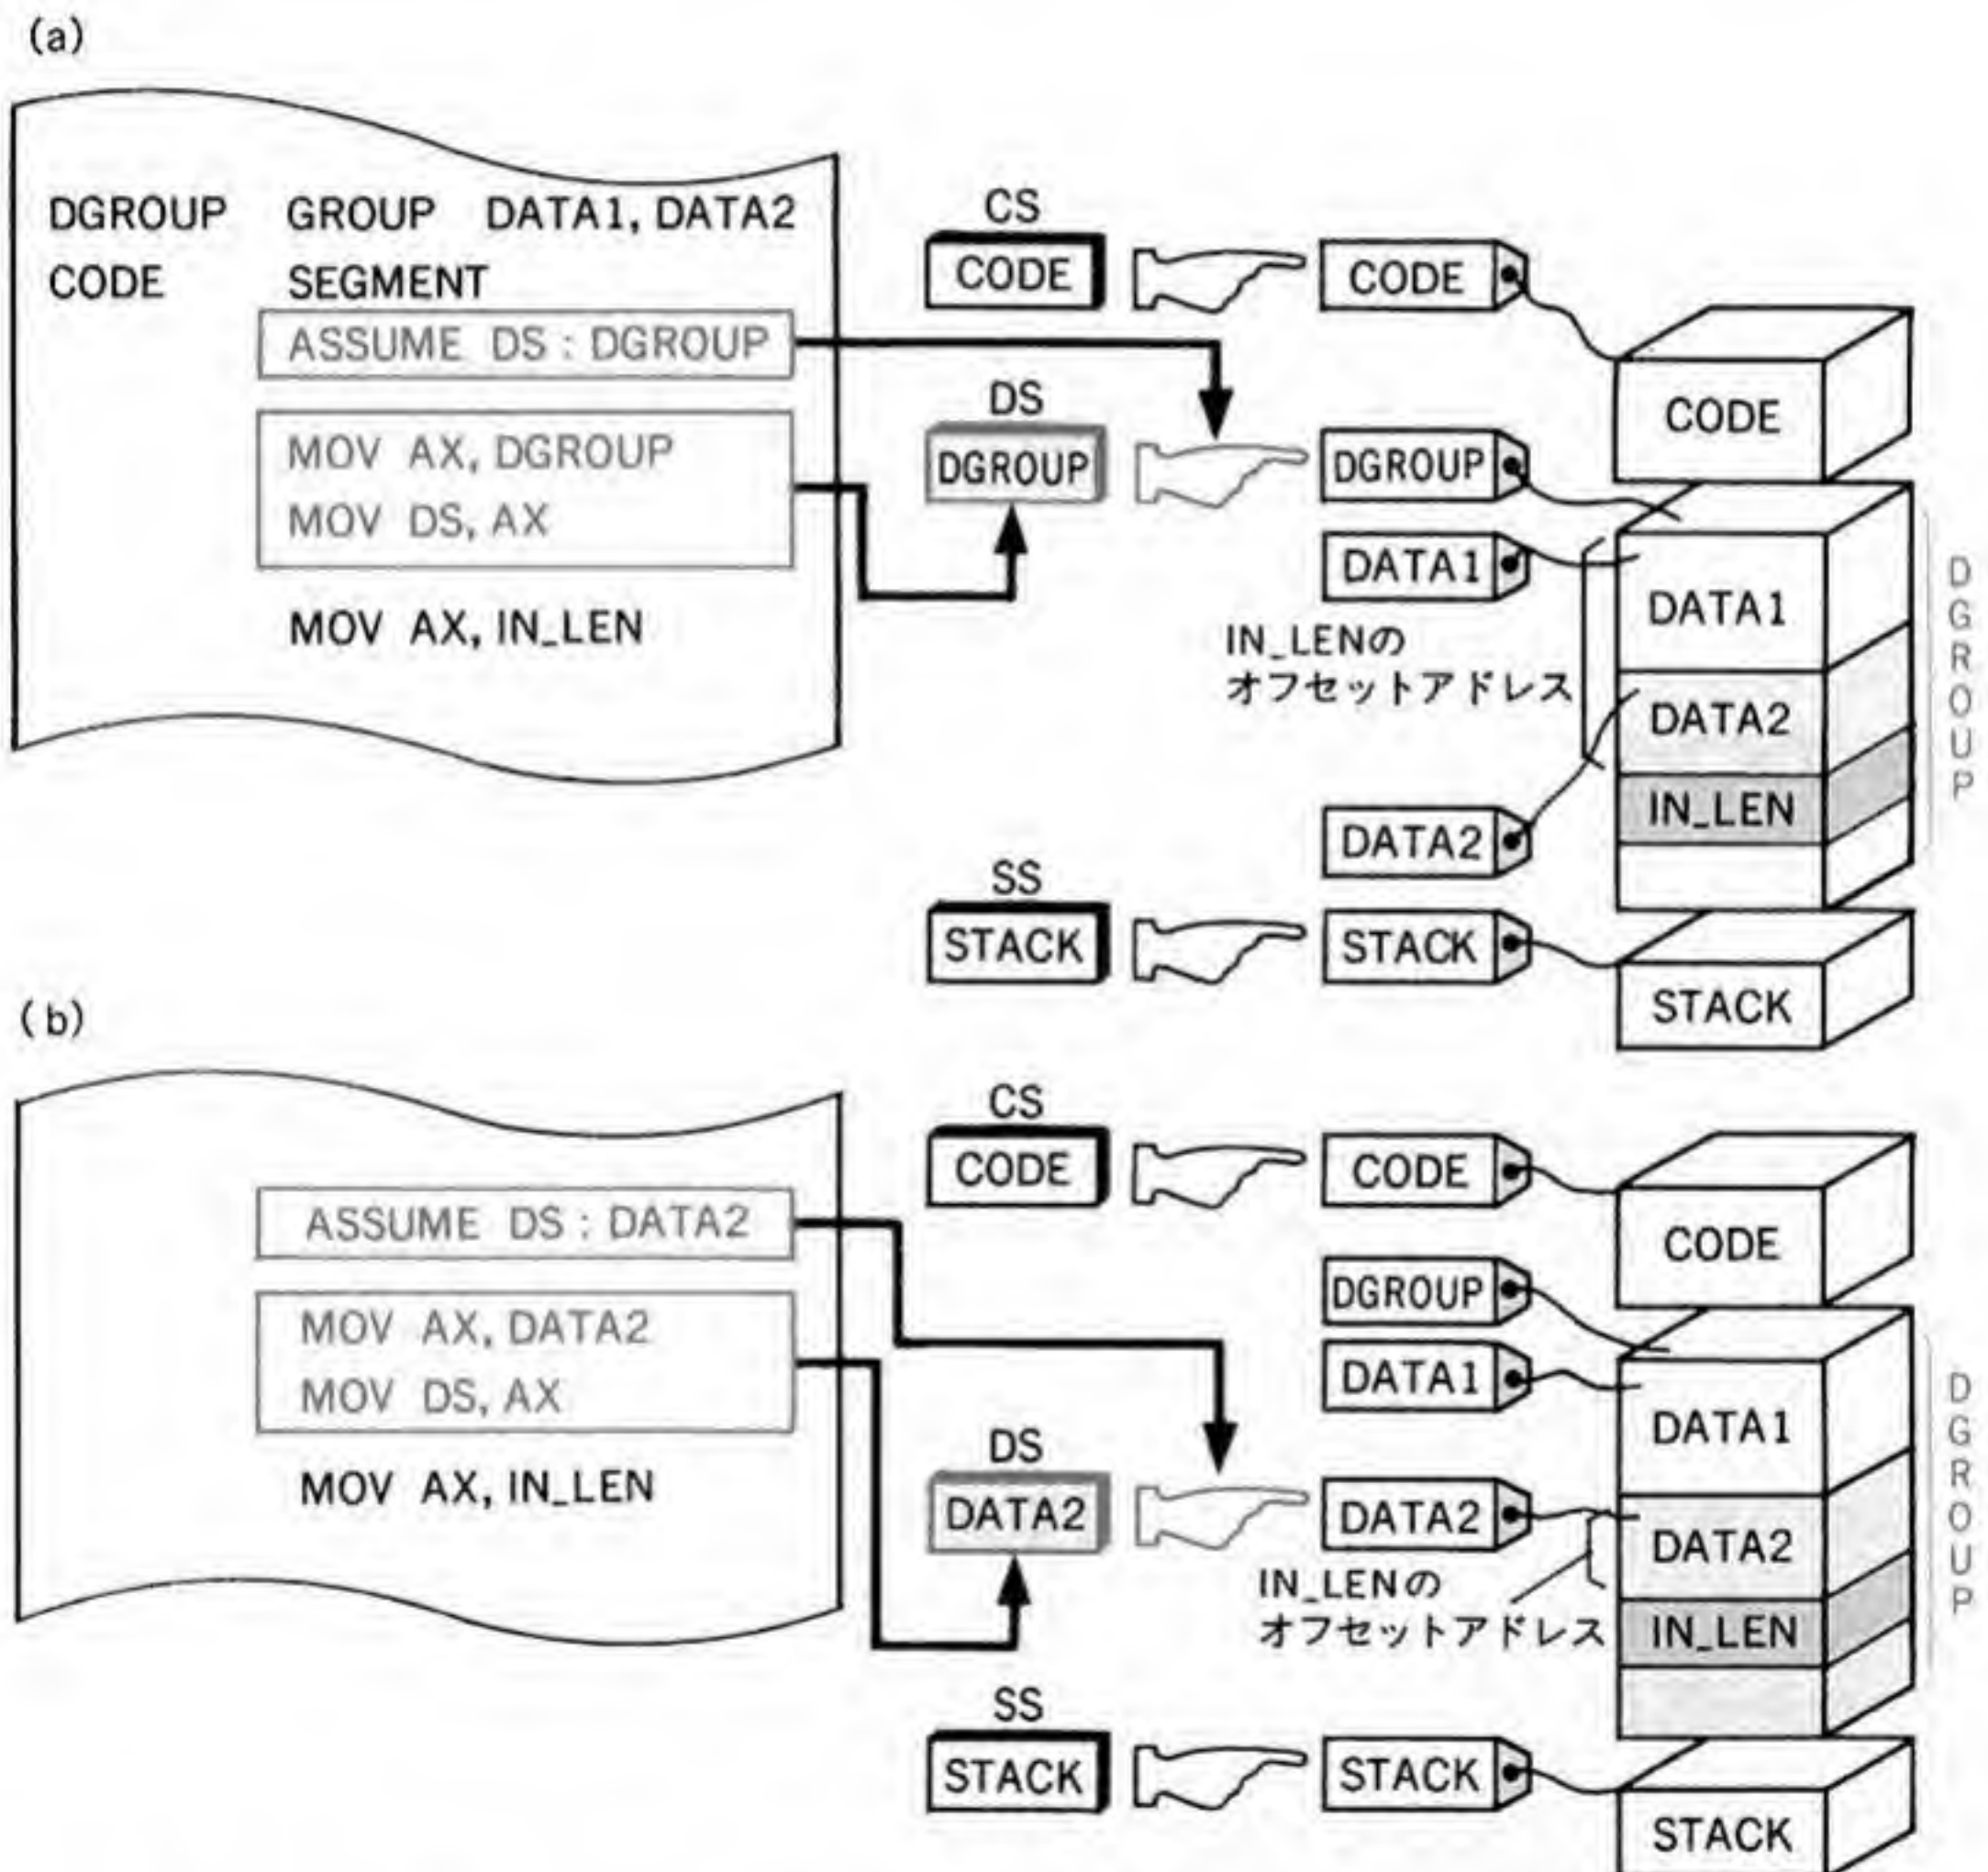 (a)
DGROUP GROUP DATA1, DATA2
CODE SEGMENT
ASSUME DS : DGROUP
MOV AX, DGROUP
MOV DS, AX
MOV AX, IN_LEN
CS
CODE
CODE
CODE
DS
DGROUP
DGROUP
DATA1
IN_LENの
オフセットアドレス
DATA2
DATA1
DATA2
IN_LEN
DGROUP
SS
STACK
STACK
STACK
(b)
ASSUME DS : DATA2
MOV AX, DATA2
MOV DS, AX
MOV AX, IN_LEN
CS
CODE
CODE
CODE
DGROUP
DATA1
DS
DATA2
DATA2
IN_LENの
オフセットアドレス
DATA1
DATA2
IN_LEN
DGROUP
SS
STACK
STACK
STACK